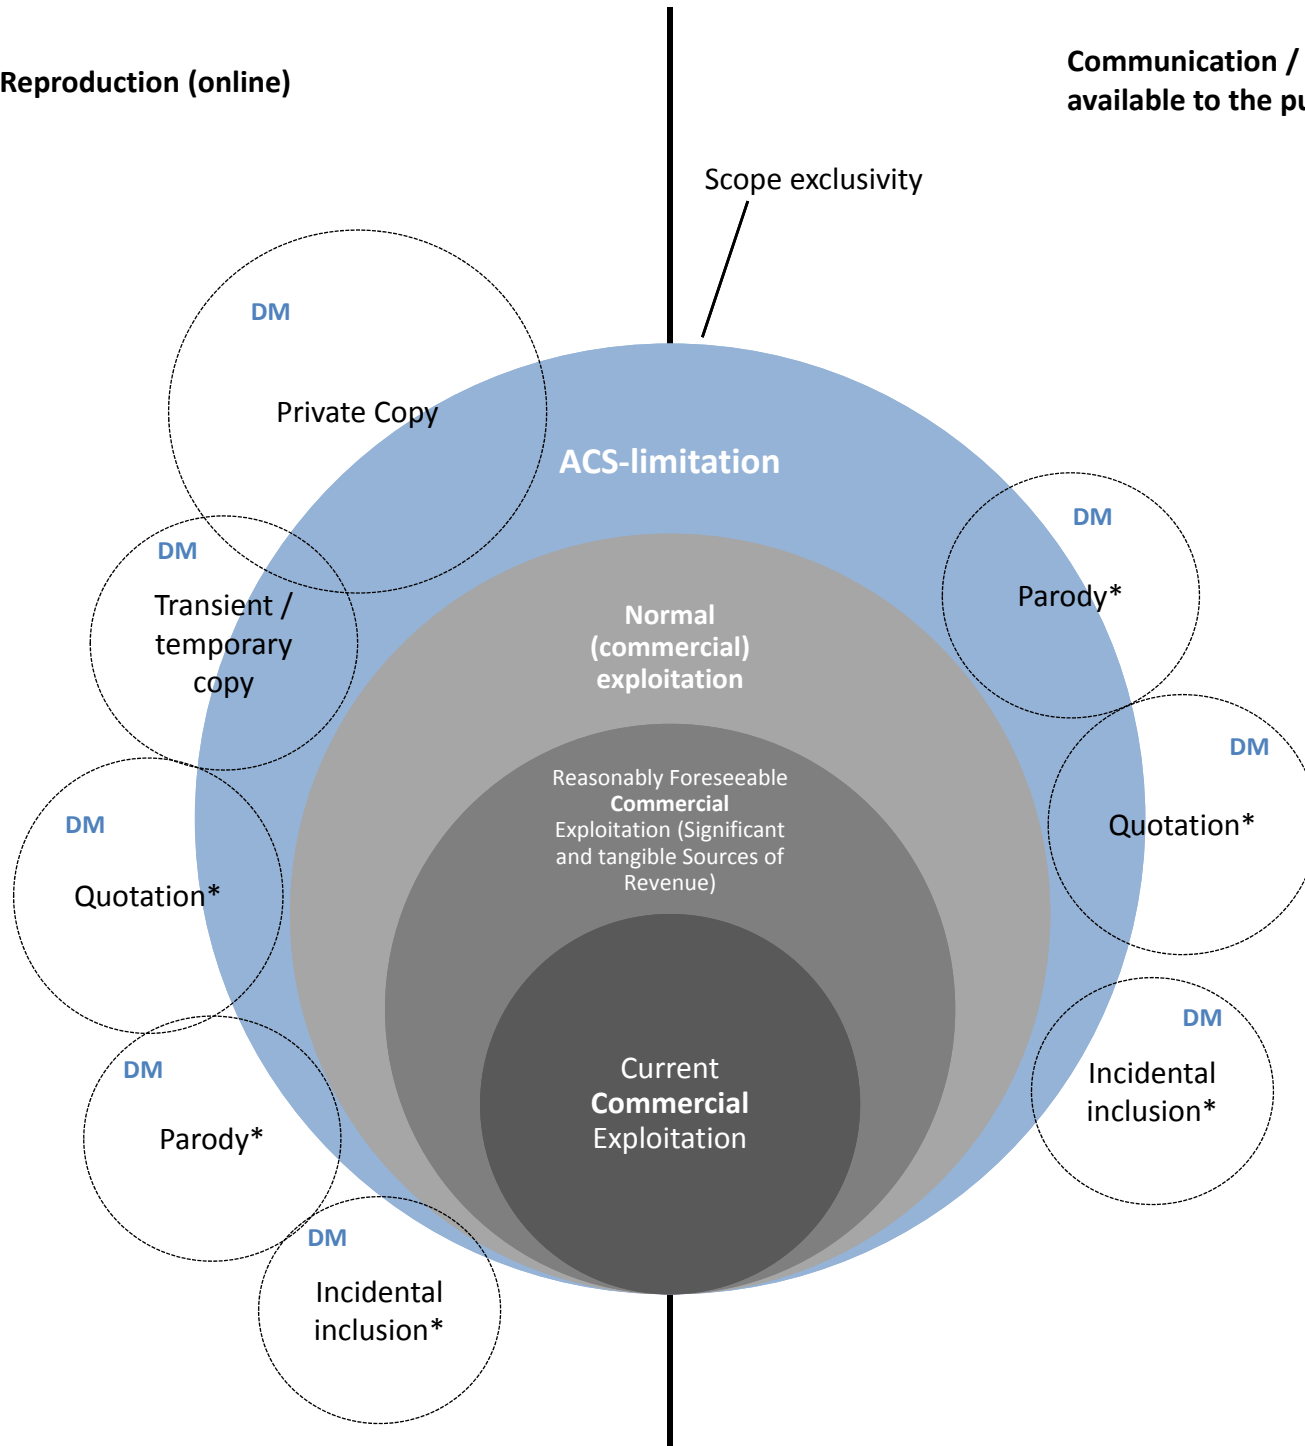 Reproduction (online)
Communication /
available to the
Scope exclusivity
DM
Private Copy
ACS-limitation
DM
Transient /
temporary
copy
DM
Parody*
Normal
(commercial)
exploitation
DM
Quotation*
Reasonably Foreseeable
Commercial
Exploitation (Significant
and tangible Sources of
Revenue)
DM
Quotation*
DM
Incidental
inclusion*
Current
Commercial
Exploitation
DM
Parody*
DM
Incidental
inclusion*